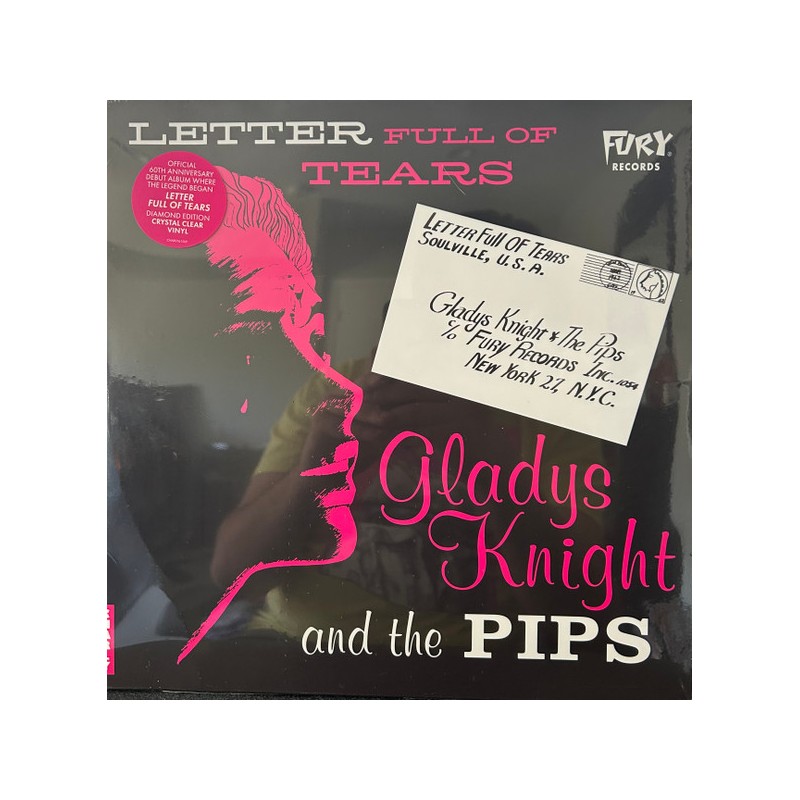 LETTER FULL OF
TEARS
FURY
RECORDS
OFFICIAL
60TH ANNIVERSARY
DEBUT ALBUM WHERE
THE LEGEND BEGAN
LETTER
FULL OF TEARS
DIAMOND EDITION
CRYSTAL CLEAR
VINYL
LETTER FULL OF TEARS
SOULVILLE, U.S.A.
Gladys Knight & The Pips
c/o FURY RECORDS INC.
NEW YORK 27, N.Y.C.
Gladys
Knight
and the PIPS